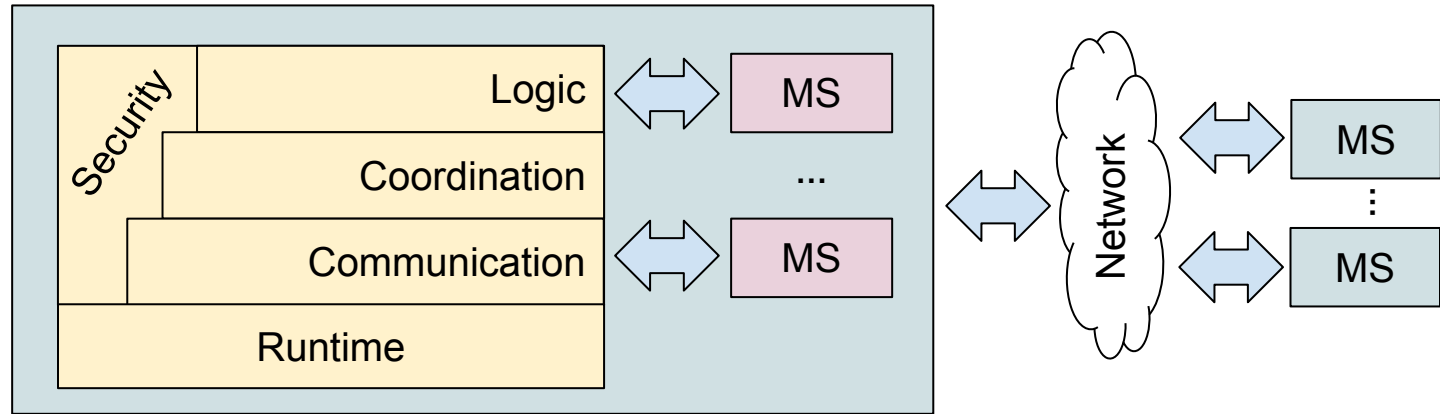 Security
Logic
MS
Coordination
...
Communication
MS
Runtime
Network
MS
...
MS